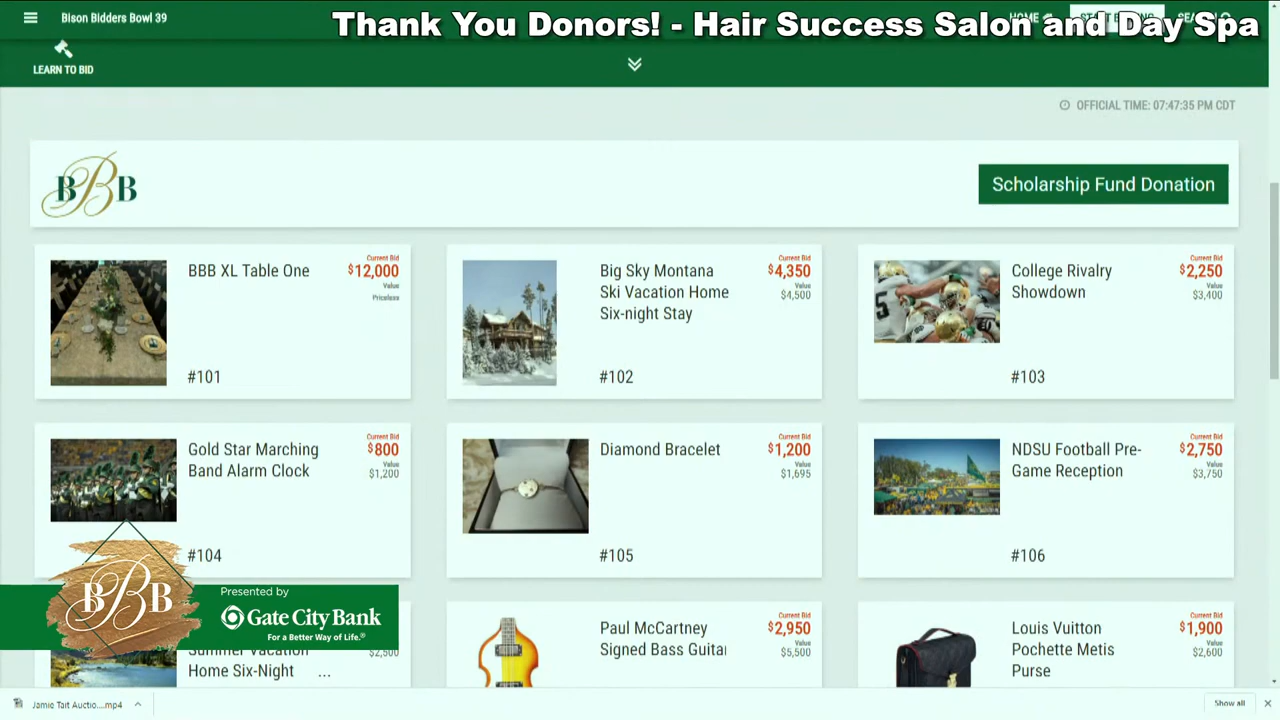 Bison Bidders Bowl 39
Thank You Donors! - Hair Success Salon and Day Spa
HOME
LEARN TO BID
OFFICIAL TIME: 07:47:35 PM CDT
BBB
Scholarship Fund Donation
BBB XL Table One
Current Bid
$12,000
Value
Priceless
#101
Big Sky Montana
Ski Vacation Home
Six-night Stay
Current Bid
$4,350
Value
$4,500
#102
College Rivalry
Showdown
Current Bid
$2,250
Value
$3,400
#103
Gold Star Marching
Band Alarm Clock
Current Bid
$800
Value
$1,200
#104
Diamond Bracelet
Current Bid
$1,200
Value
$1,695
#105
NDSU Football Pre-
Game Reception
Current Bid
$2,750
Value
$3,750
#106
BBB
Presented by
Gate City Bank
For a Better Way of Life.®
Summer Vacation
Home Six-Night ...
$2,500
Paul McCartney
Signed Bass Guitar
Current Bid
$2,950
Value
$5,500
Louis Vuitton
Pochette Metis
Purse
Current Bid
$1,900
Value
$2,600
Jamie Tait Auctio....mp4
Show all